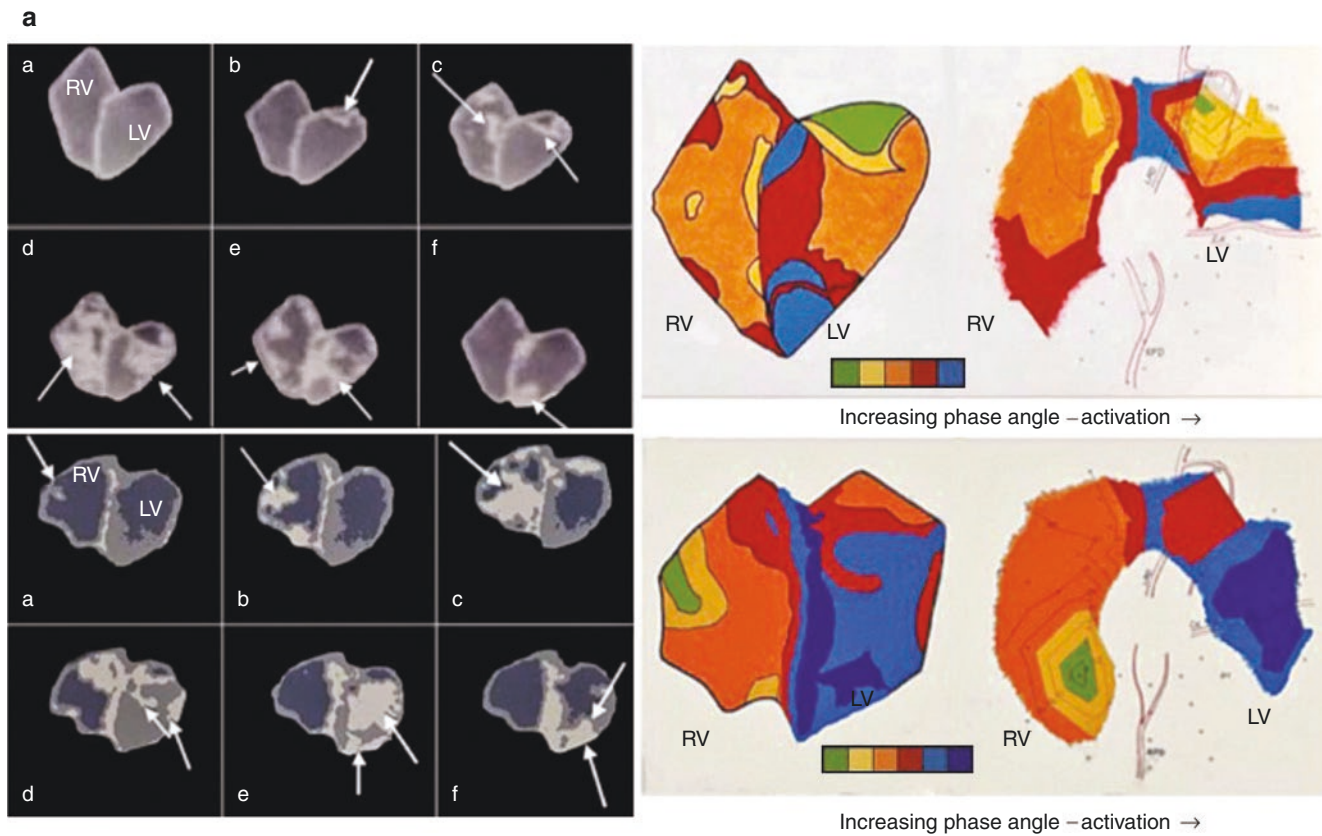 a
a
RV
LV
b
c
d
e
f
RV
LV
RV
LV
Increasing phase angle – activation →
RV
LV
a
b
c
d
e
f
RV
LV
RV
LV
Increasing phase angle – activation →